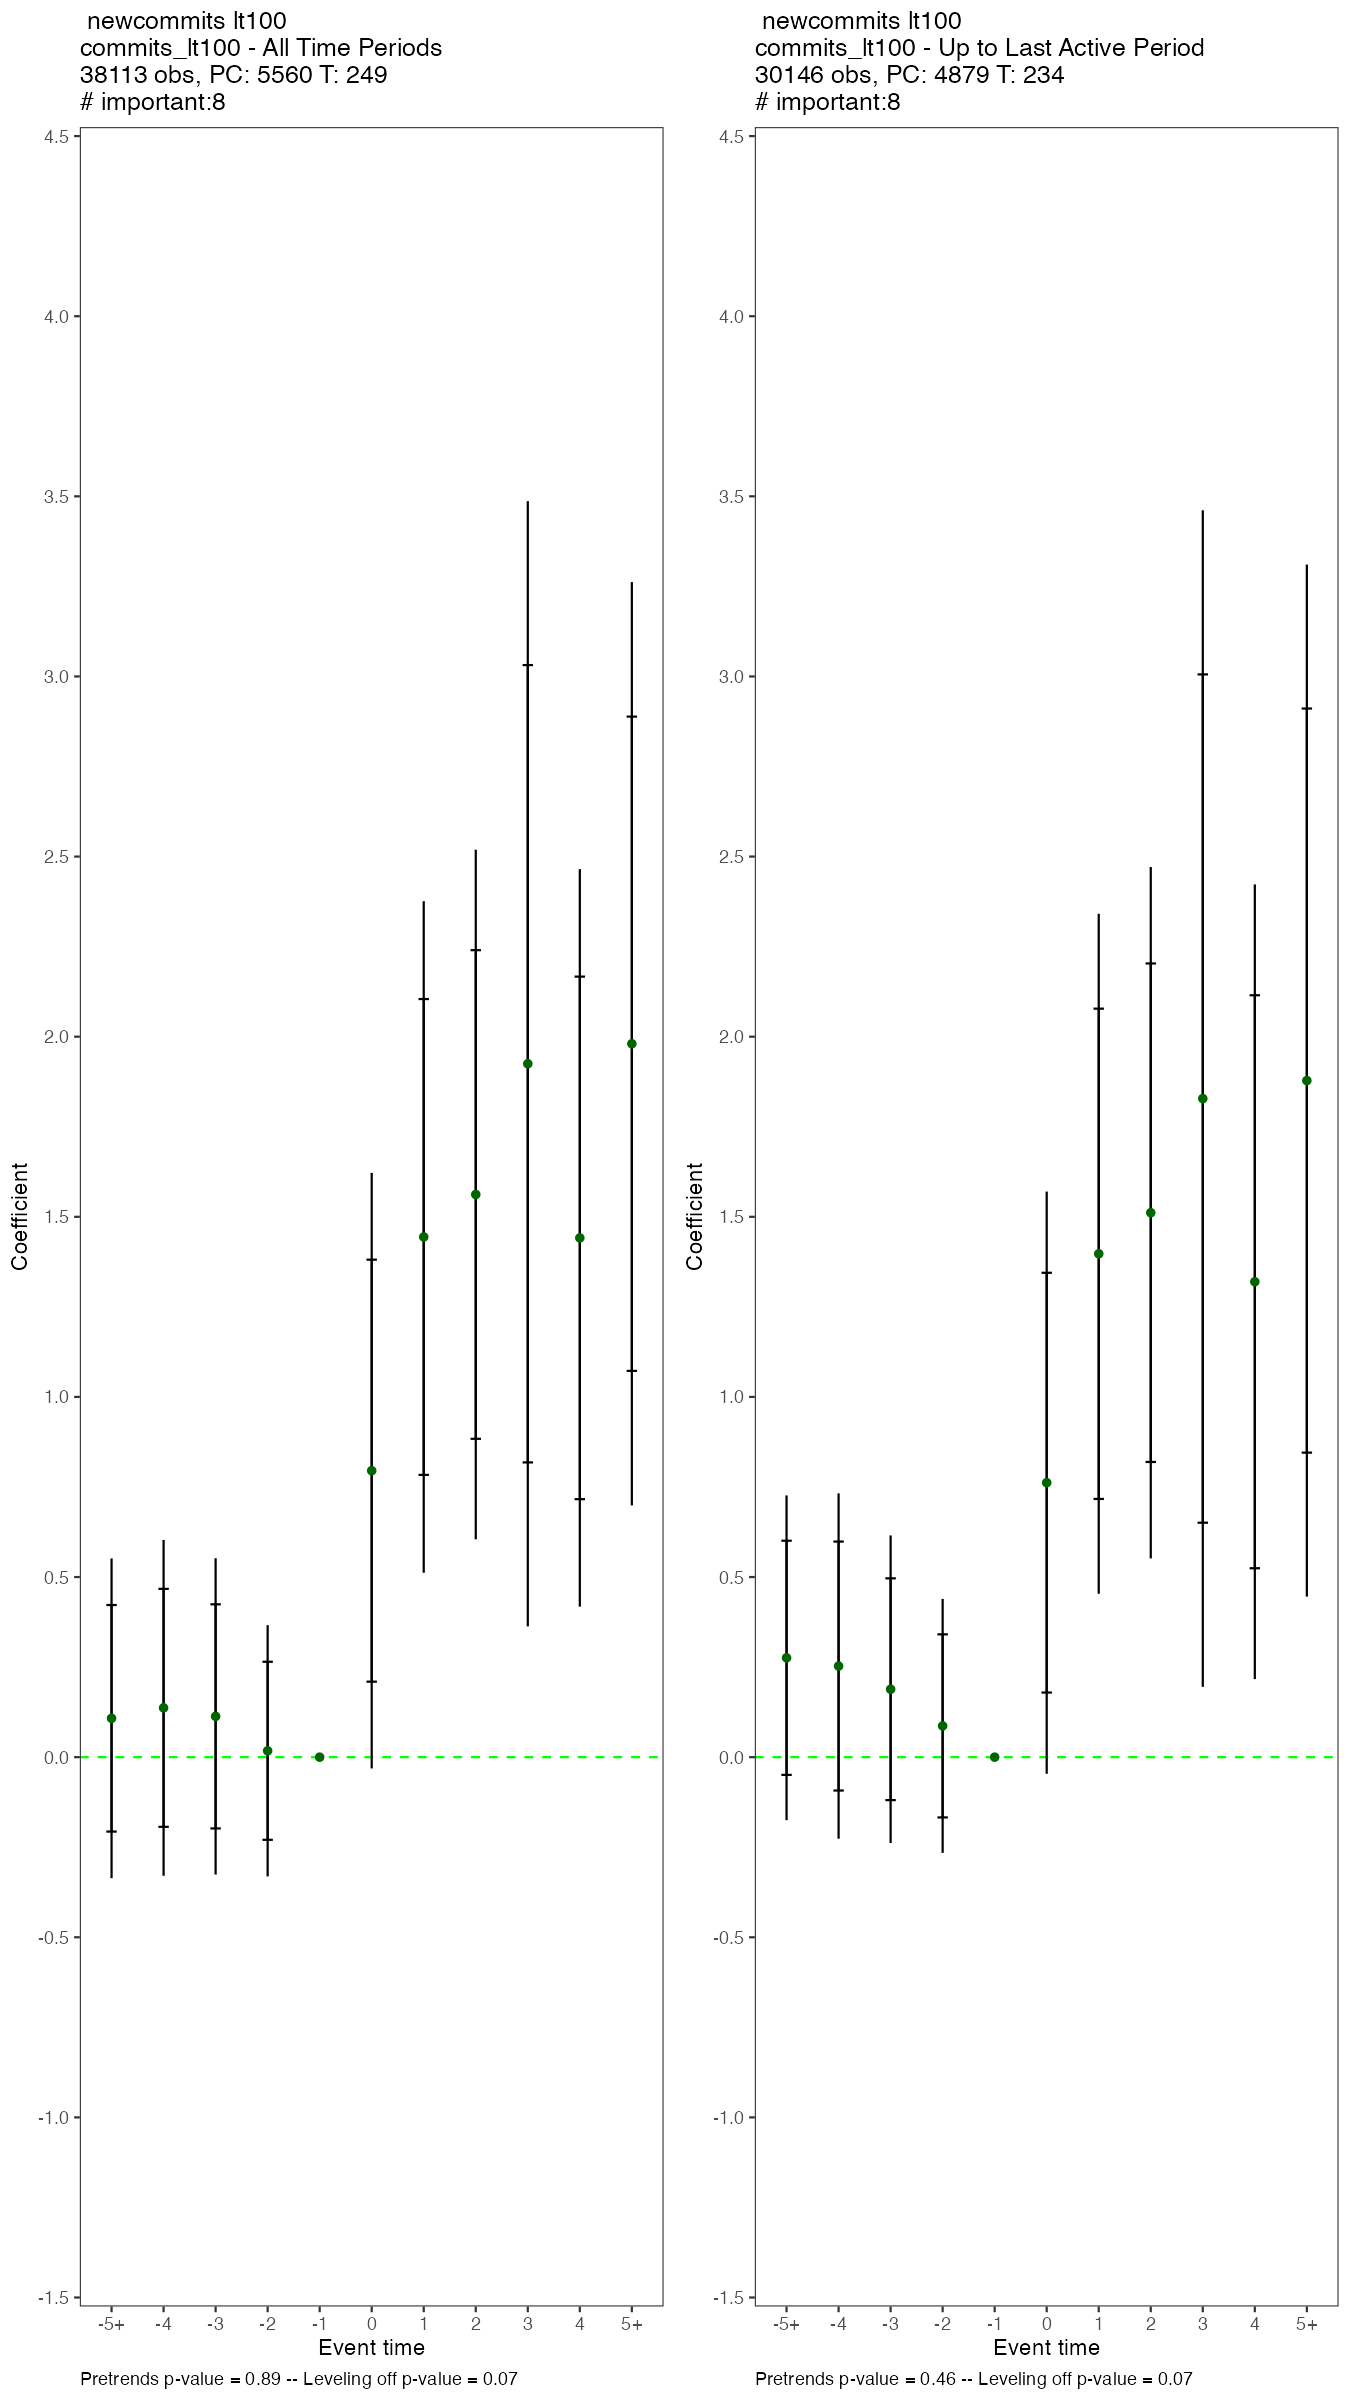 newcommits lt100
commits_lt100 - All Time Periods
38113 obs, PC: 5560 T: 249
# important:8
4.5
4.0
3.5
3.0
2.5
2.0
1.5
1.0
0.5
0.0
-0.5
-1.0
-1.5
Coefficient
-5+ -4 -3 -2 -1 0 1 2 3 4 5+
Event time
Pretrends p-value = 0.89 -- Leveling off p-value = 0.07
newcommits lt100
commits_lt100 - Up to Last Active Period
30146 obs, PC: 4879 T: 234
# important:8
4.5
4.0
3.5
3.0
2.5
2.0
1.5
1.0
0.5
0.0
-0.5
-1.0
-1.5
Coefficient
-5+ -4 -3 -2 -1 0 1 2 3 4 5+
Event time
Pretrends p-value = 0.46 -- Leveling off p-value = 0.07